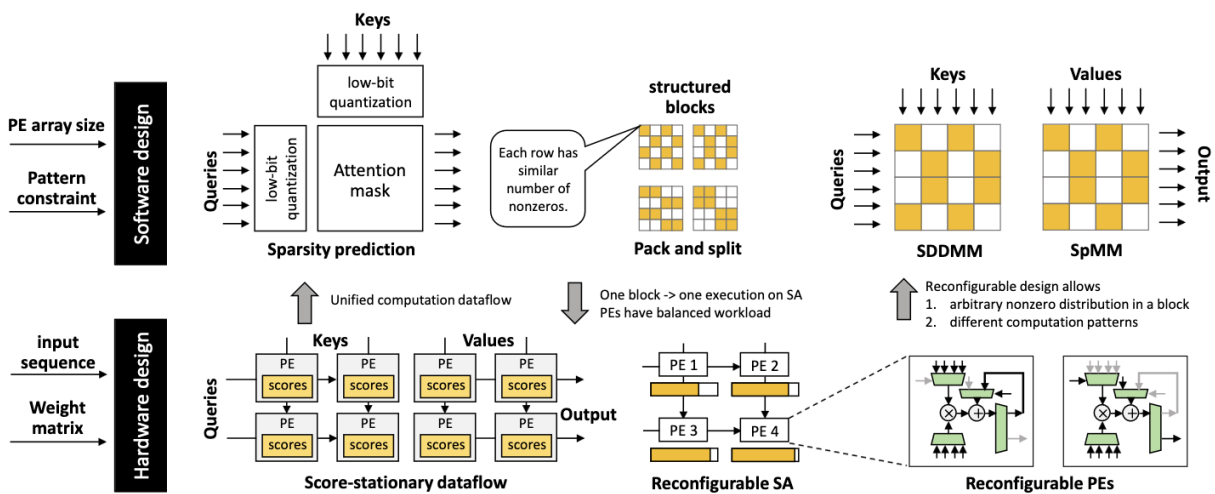 PE array size
Pattern
constraint
Software design
Keys
low-bit
quantization
Queries
low-bit
quantization
Attention
mask
Sparsity prediction
Each row has
similar
number of
nonzeros.
structured
blocks
Pack and split
Keys
Queries
SDDMM
Values
Output
SpMM
Unified computation dataflow
One block -> one execution on SA
PEs have balanced workload
Reconfigurable design allows
1. arbitrary nonzero distribution in a block
2. different computation patterns
input
sequence
Weight
matrix
Hardware design
Keys
Values
Queries
PE
scores
PE
scores
PE
scores
PE
scores
PE
scores
PE
scores
PE
scores
PE
scores
Output
Score-stationary dataflow
PE 1
PE 2
PE 3
PE 4
Reconfigurable SA
Reconfigurable PEs